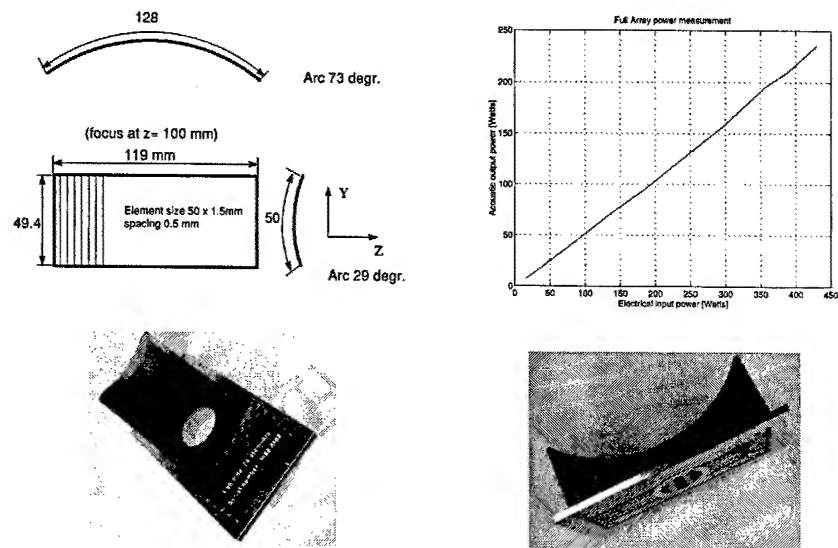 128
Arc 73 degr.
(focus at z= 100 mm)
119 mm
49.4
Element size 50 x 1.5mm
spacing 0.5 mm
50
Y
Z
Arc 29 degr.
Full Array power measurement
Acoustic output power [Watts]
250
200
150
100
50
0
0 50 100 150 200 250 300 350 400 450
Electrical input power [Watts]